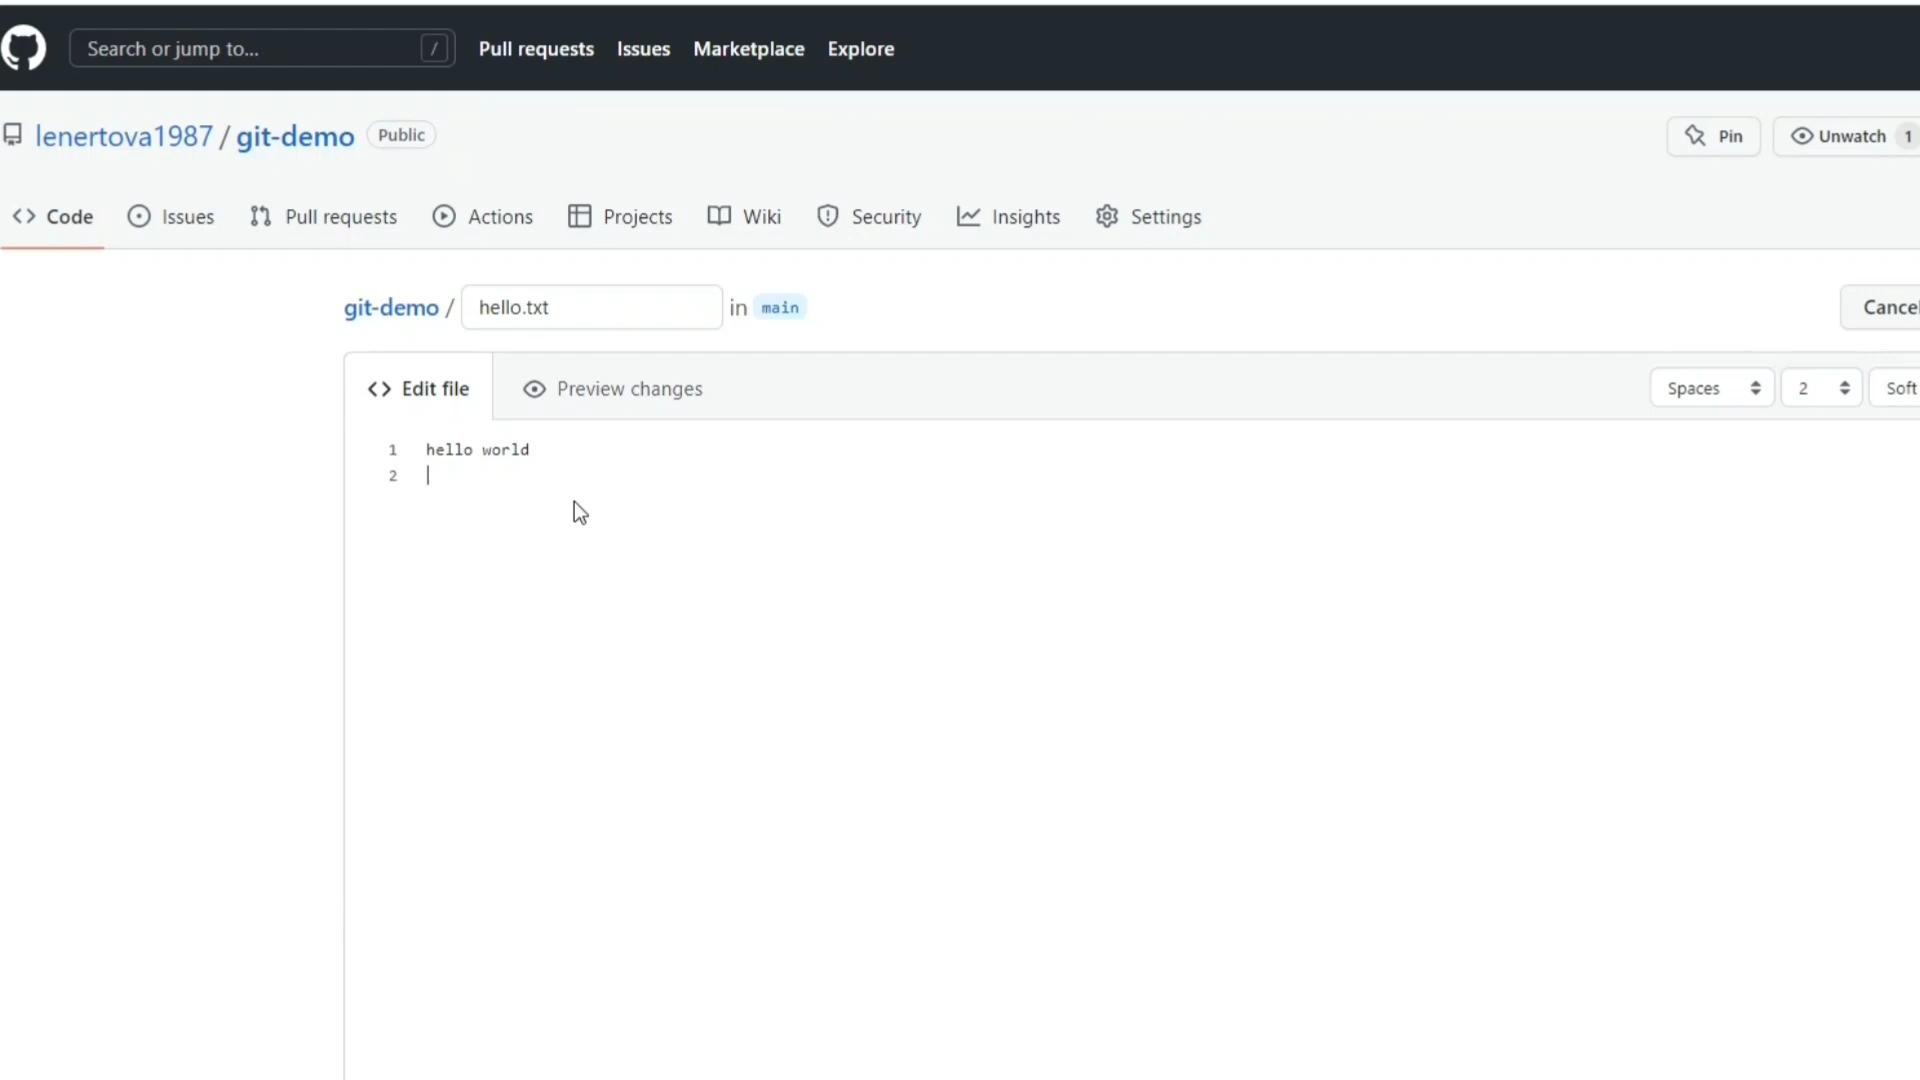 Search or jump to... / Pull requests Issues Marketplace Explore
lenertova1987 / git-demo Public Pin Unwatch 1
Code Issues Pull requests Actions Projects Wiki Security Insights Settings
git-demo / hello.txt in main Cancel
Edit file Preview changes Spaces 2 Soft
1 hello world
2